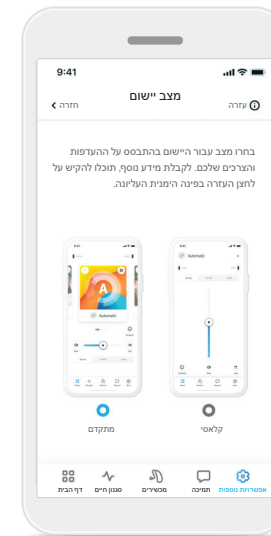 9:41
מצב יישום
חזרה
עזרה
בחרו מצב עבור היישום בהתבסס על ההעדפות
והצרכים שלכם. לקבלת מידע נוסף, תוכלו להקיש על
לחצן העזרה בפינה הימנית העליונה.
Automatic
Automatic
קלאסי
מתקדם
אפשרויות נוספות
תמיכה
מכשירים
סגנון חיים
דף הבית